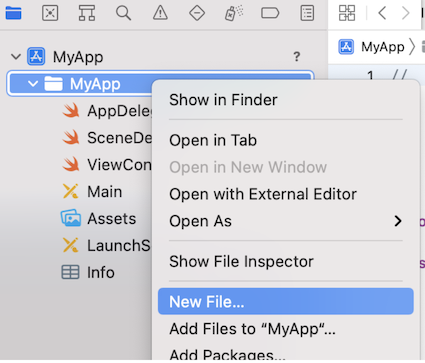 MyApp
?
MyApp
MyApp
1 //
Show in Finder
AppDele
Open in Tab
SceneDe
Open in New Window
ViewCon
Open with External Editor
Main
Open As
Assets
Show File Inspector
LaunchS
Info
New File...
Add Files to “MyApp“...
Add Packages...